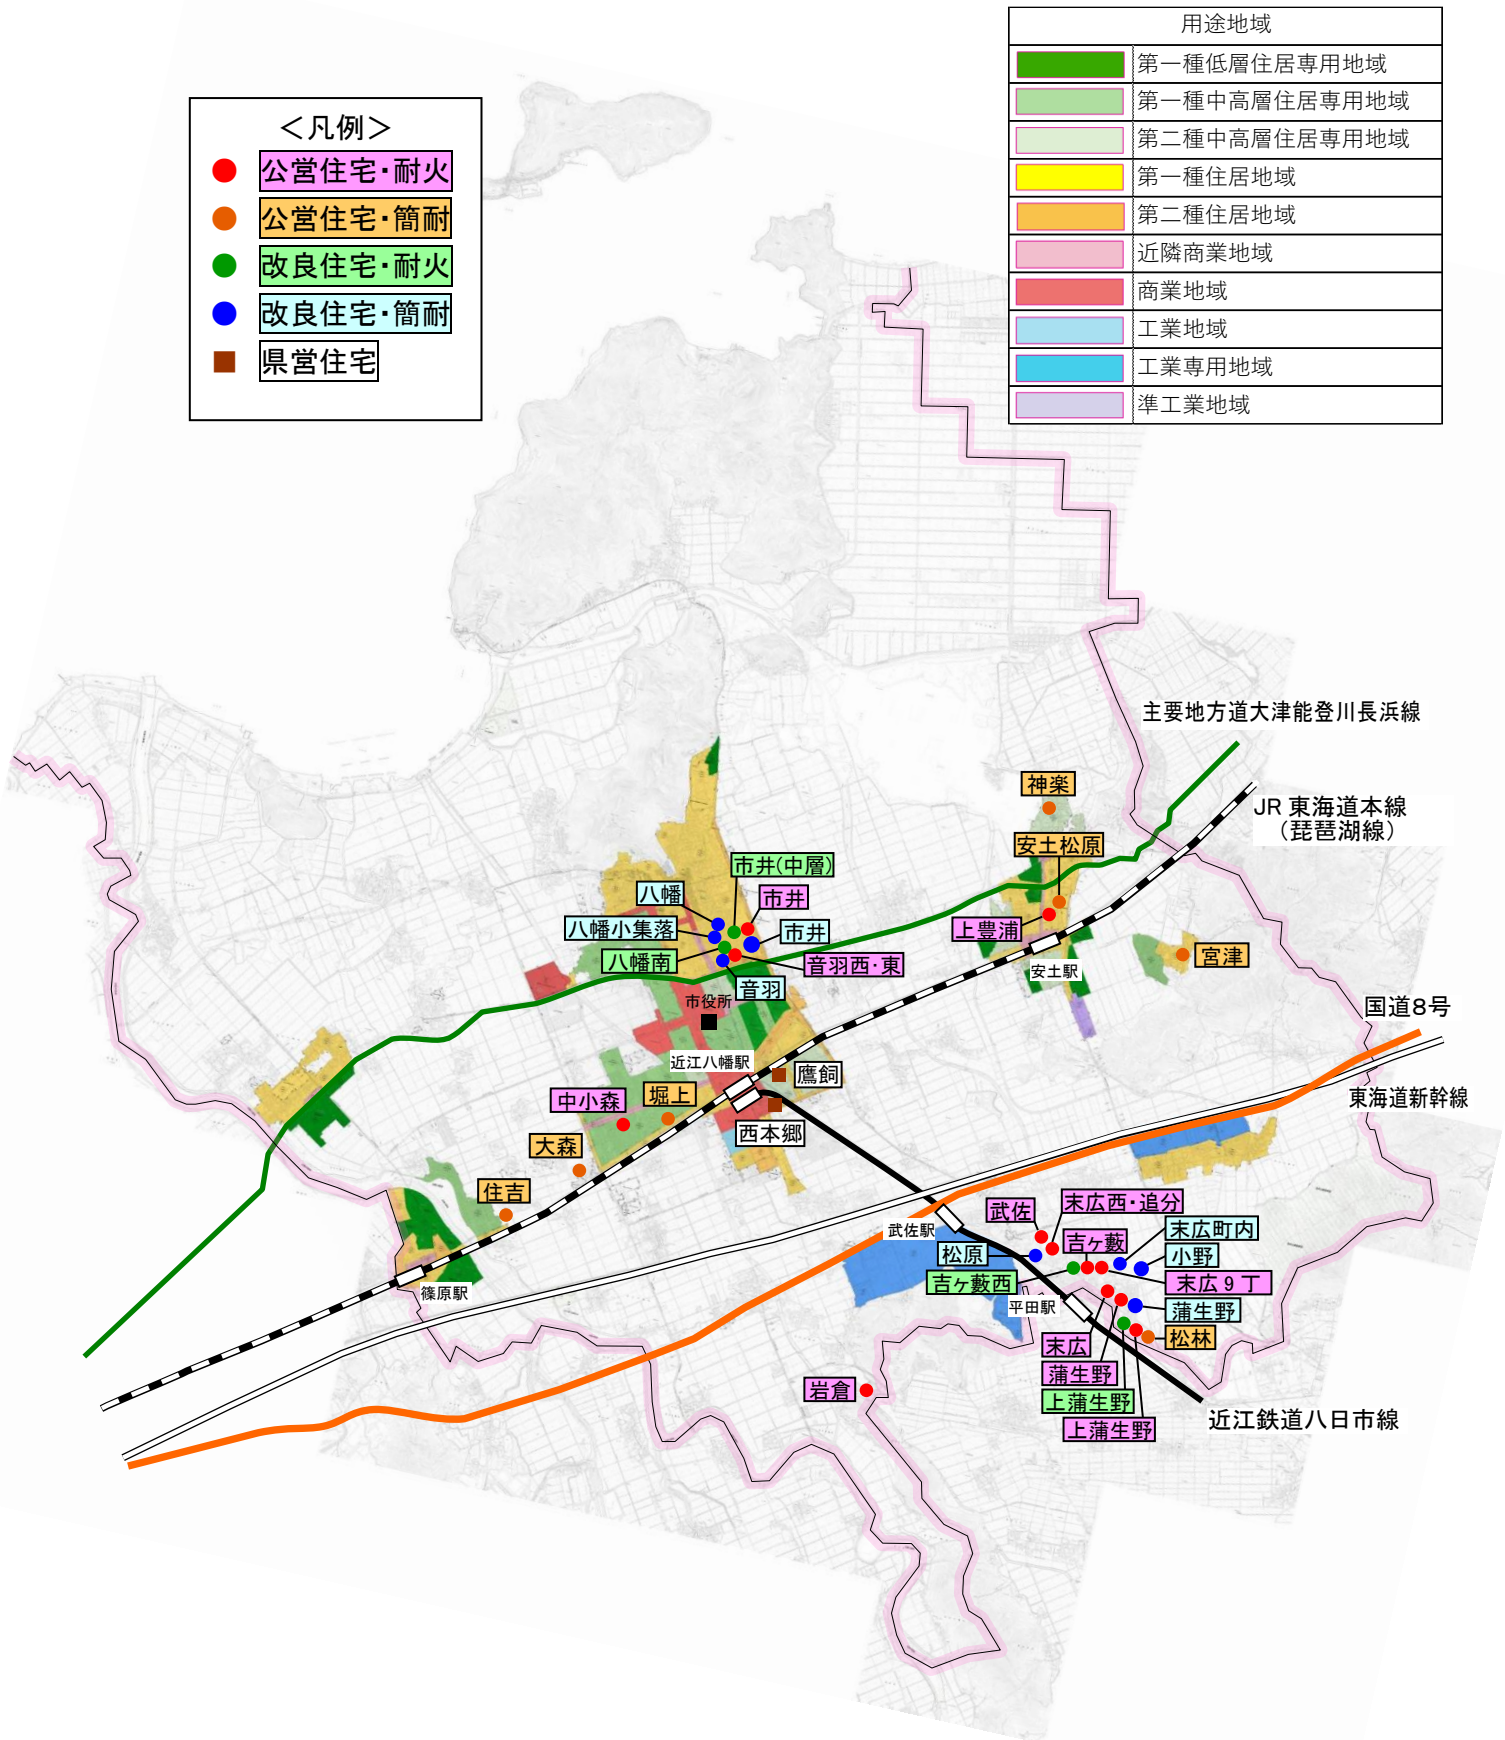 用途地域
第一種低層住居専用地域
第一種中高層住居専用地域
第二種中高層住居専用地域
第一種住居地域
第二種住居地域
近隣商業地域
商業地域
工業地域
工業専用地域
準工業地域
＜凡例＞
公営住宅・耐火
公営住宅・簡耐
改良住宅・耐火
改良住宅・簡耐
県営住宅
主要地方道大津能登川長浜線
神楽
JR 東海道本線
（琵琶湖線）
安土松原
市井(中層)
八幡
市井
八幡小集落
市井
上豊浦
八幡南
音羽西・東
宮津
安土駅
音羽
市役所
国道８号
近江八幡駅
鷹飼
堀上
中小森
東海道新幹線
西本郷
大森
住吉
末広西・追分
武佐
武佐駅
末広町内
吉ヶ藪
松原
小野
吉ヶ藪西
末広９丁
篠原駅
平田駅
蒲生野
松林
末広
蒲生野
岩倉
上蒲生野
上蒲生野
近江鉄道八日市線